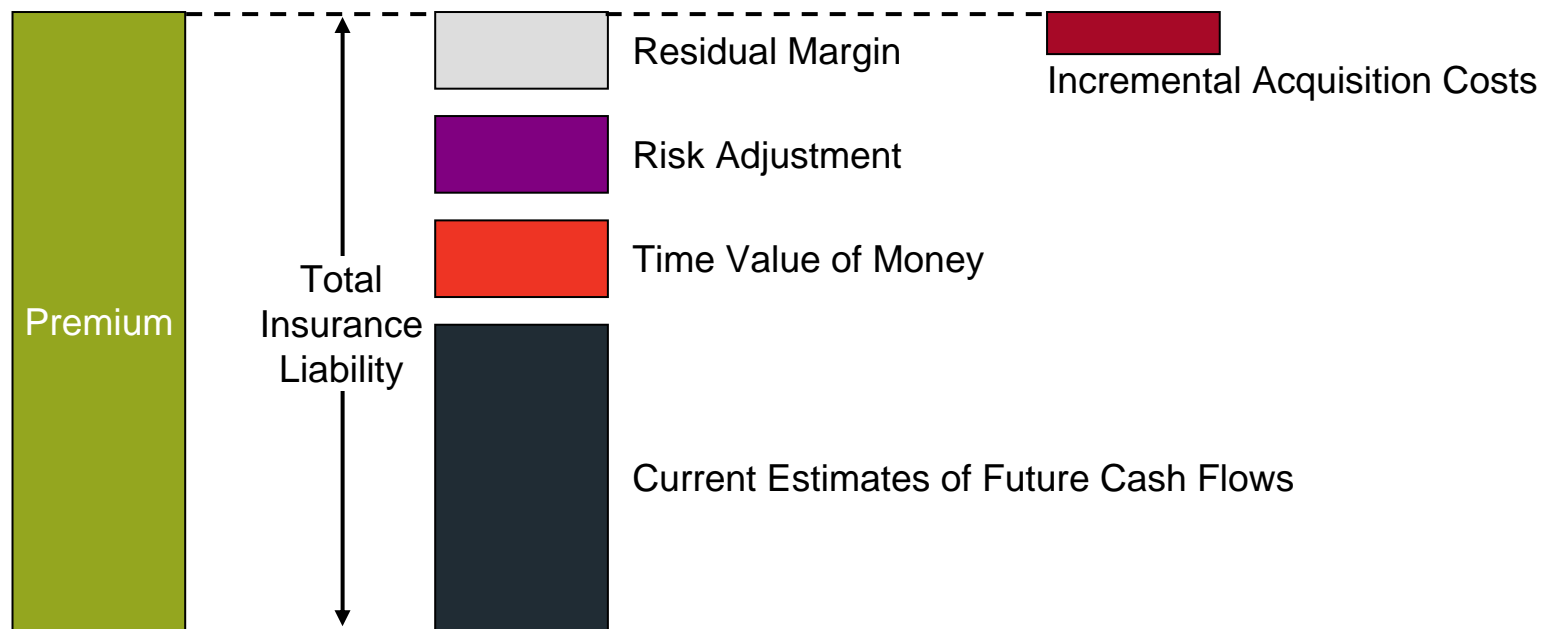 Premium
Total
Insurance
Liability
Residual Margin
Risk Adjustment
Time Value of Money
Current Estimates of Future Cash Flows
Incremental Acquisition Costs